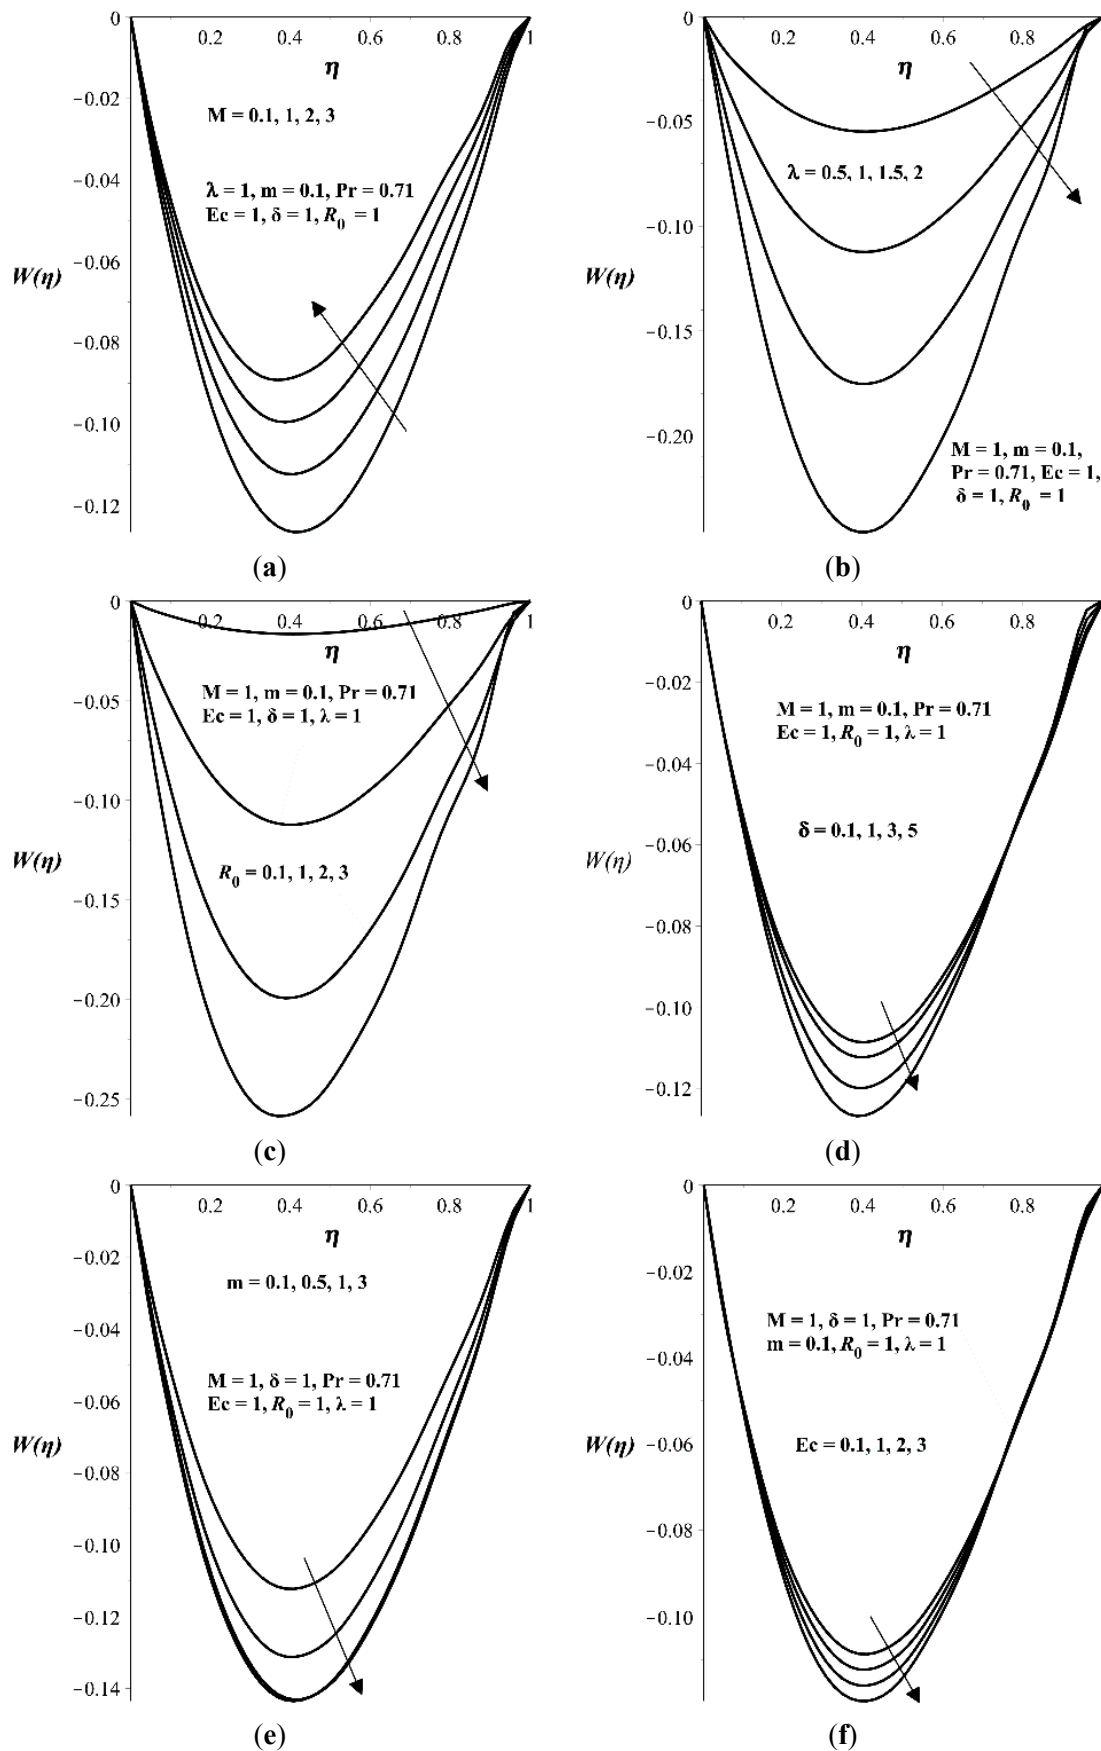 0
0.2 0.4 0.6 0.8 1
η
−0.02
M = 0.1, 1, 2, 3
−0.04
λ = 1, m = 0.1, Pr = 0.71
Ec = 1, δ = 1, R₀ = 1
−0.06
W(η)
−0.08
−0.10
−0.12
(a)
0
0.2 0.4 0.6 0.8
η
−0.05
λ = 0.5, 1, 1.5, 2
−0.10
W(η)
−0.15
−0.20
M = 1, m = 0.1,
Pr = 0.71, Ec = 1,
δ = 1, R₀ = 1
(b)
0
0.2 0.4 0.6 0.8 1
η
−0.05
M = 1, m = 0.1, Pr = 0.71
Ec = 1, δ = 1, λ = 1
−0.10
W(η)
R₀ = 0.1, 1, 2, 3
−0.15
−0.20
−0.25
(c)
0
0.2 0.4 0.6 0.8
η
−0.02
M = 1, m = 0.1, Pr = 0.71
Ec = 1, R₀ = 1, λ = 1
−0.04
δ = 0.1, 1, 3, 5
−0.06
W(η)
−0.08
−0.10
−0.12
(d)
0
0.2 0.4 0.6 0.8 1
η
−0.02
m = 0.1, 0.5, 1, 3
−0.04
M = 1, δ = 1, Pr = 0.71
Ec = 1, R₀ = 1, λ = 1
−0.06
W(η)
−0.08
−0.10
−0.12
−0.14
(e)
0
0.2 0.4 0.6 0.8
η
−0.02
M = 1, δ = 1, Pr = 0.71
m = 0.1, R₀ = 1, λ = 1
−0.04
Ec = 0.1, 1, 2, 3
W(η)
−0.06
−0.08
−0.10
(f)